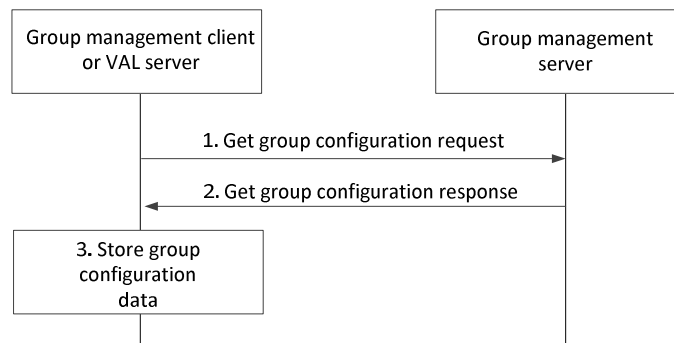 Group management client
or VAL server
Group management
server
1. Get group configuration request
2. Get group configuration response
3. Store group
configuration
data